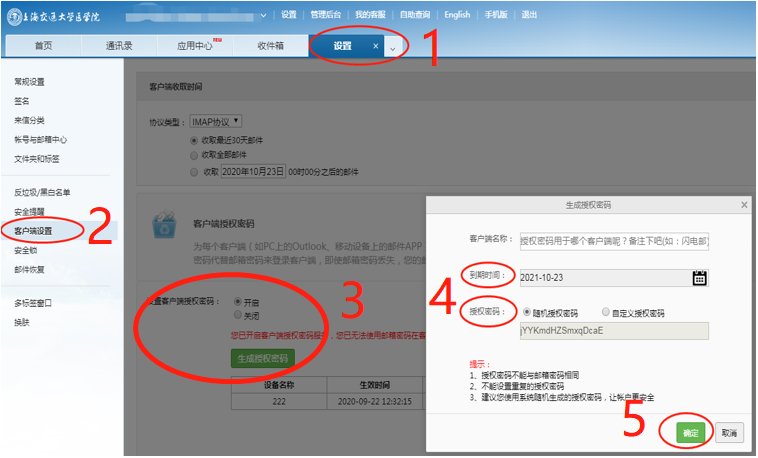 上海交通大学医学院
设置 | 管理后台 | 我的客服 | 自助查询 | English | 手机版 | 退出
首页 通讯录 应用中心 收件箱 设置 ×
1
常规设置
签名
来信分类
帐号与邮箱中心
文件夹和标签
反垃圾/黑白名单
安全提醒
客户端设置
2
安全锁
邮件恢复
多标签窗口
换肤
客户端收取时间
协议类型: IMAP协议
收取最近30天邮件
收取全部邮件
收取 2020年10月23日 00时00分之后的邮件
客户端授权密码
为每个客户端(如PC上的Outlook、移动设备上的邮件APP
密码代替邮箱密码来登录客户端,即使邮箱密码丢失,您的
设置客户端授权密码: 开启
关闭
3
您已开启客户端授权密码服务,您已无法使用邮箱密码在客
生成授权密码
设备名称 生效时间
222 2020-09-22 12:32:15
生成授权密码 X
客户端名称: 授权密码用于哪个客户端呢?备注下吧(如:闪电邮)
到期时间: 2021-10-23
4
授权密码: 随机授权密码 自定义授权密码
jYYKmdHZSmxqDcaE
提示:
1、授权密码不能与邮箱密码相同
2、不能设置重复的授权密码
3、建议您使用系统随机生成的授权密码,让帐户更安全
5
确定 取消